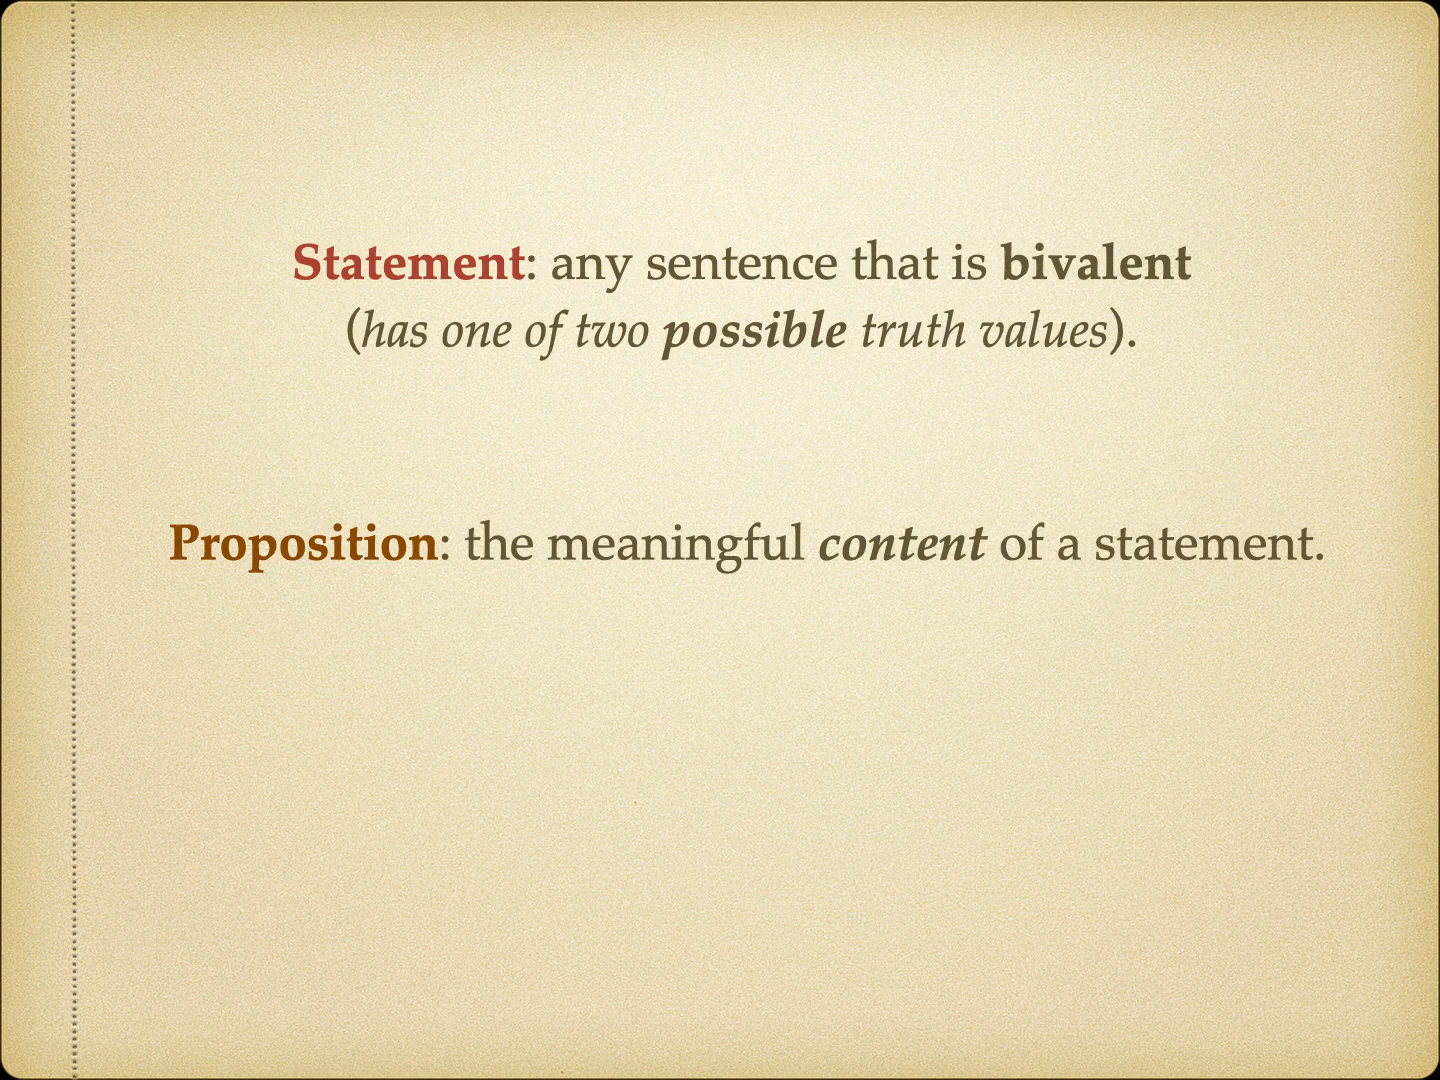 Statement: any sentence that is bivalent
(has one of two possible truth values).
Proposition: the meaningful content of a statement.